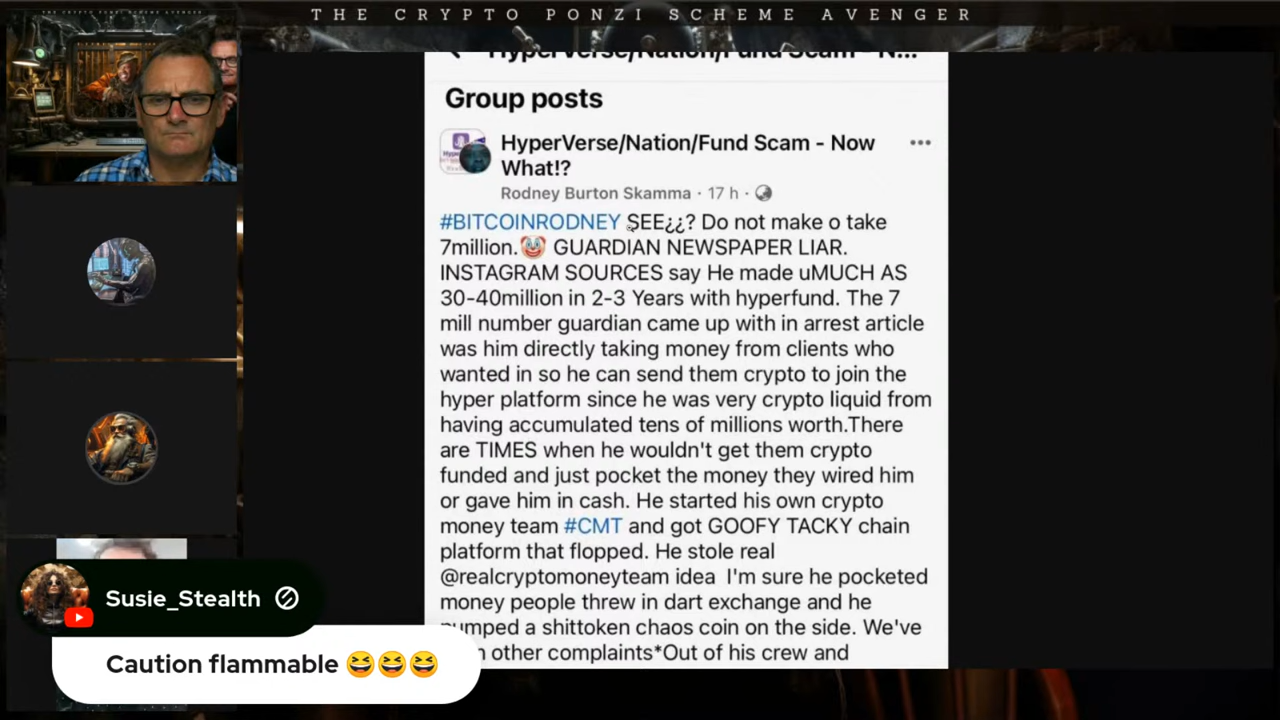 THE CRYPTO PONZI SCHEME AVENGER
THE CRYPTO PONZI SCHEME AVENGER
HyperVerse/Nation/Fund Scam - N...
Group posts
HyperVerse/Nation/Fund Scam - Now
What!?
Rodney Burton Skamma · 17 h ·
#BITCOINRODNEY SEE¿¿? Do not make o take
7million.🤡 GUARDIAN NEWSPAPER LIAR.
INSTAGRAM SOURCES say He made uMUCH AS
30-40million in 2-3 Years with hyperfund. The 7
mill number guardian came up with in arrest article
was him directly taking money from clients who
wanted in so he can send them crypto to join the
hyper platform since he was very crypto liquid from
having accumulated tens of millions worth.There
are TIMES when he wouldn't get them crypto
funded and just pocket the money they wired him
or gave him in cash. He started his own crypto
money team #CMT and got GOOFY TACKY chain
platform that flopped. He stole real
@realcryptomoneyteam idea I'm sure he pocketed
money people threw in dart exchange and he
pumped a shittoken chaos coin on the side. We've
other complaints*Out of his crew and
Susie_Stealth
Caution flammable 😆😆😆